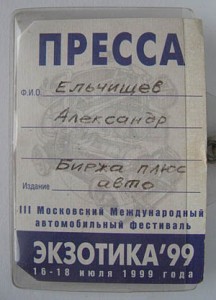 ПРЕССА
Ф.И.О. Ельчищев
Александр
Биржа плюс
Издание авто
III Московский Международный
автомобильный фестиваль
ЭКЗОТИКА'99
16-18 июля 1999 года